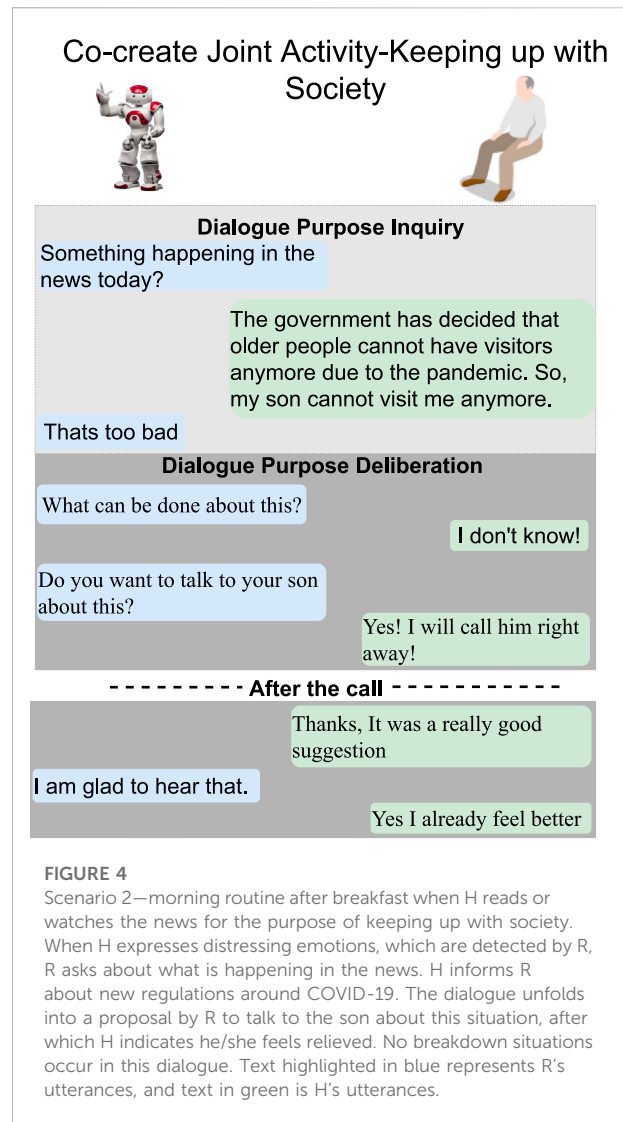 Co-create Joint Activity-Keeping up with
Society
Dialogue Purpose Inquiry
Something happening in the
news today?
The government has decided that
older people cannot have visitors
anymore due to the pandemic. So,
my son cannot visit me anymore.
Thats too bad
Dialogue Purpose Deliberation
What can be done about this?
I don't know!
Do you want to talk to your son
about this?
Yes! I will call him right
away!
- - - - - - - - - After the call - - - - - - - - - - -
Thanks, It was a really good
suggestion
I am glad to hear that.
Yes I already feel better
FIGURE 4
Scenario 2—morning routine after breakfast when H reads or
watches the news for the purpose of keeping up with society.
When H expresses distressing emotions, which are detected by R,
R asks about what is happening in the news. H informs R
about new regulations around COVID-19. The dialogue unfolds
into a proposal by R to talk to the son about this situation, after
which H indicates he/she feels relieved. No breakdown situations
occur in this dialogue. Text highlighted in blue represents R's
utterances, and text in green is H's utterances.